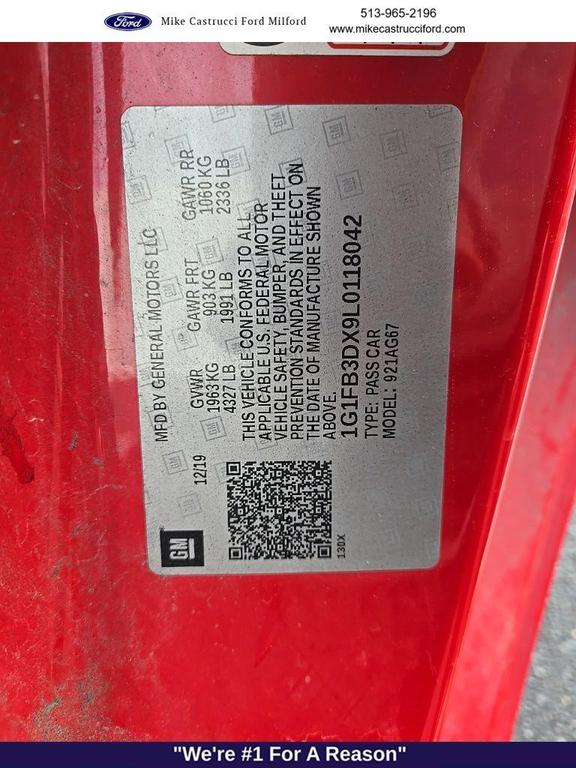 Ford
Mike Castrucci Ford Milford
513-965-2196
www.mikecastrucciford.com
MFD BY GENERAL MOTORS LLC
12/19
GVWR GAWR FRT GAWR RR
1963 KG 903 KG 1060 KG
4327 LB 1991 LB 2336 LB
THIS VEHICLE CONFORMS TO ALL
APPLICABLE U.S. FEDERAL MOTOR
VEHICLE SAFETY, BUMPER, AND THEFT
PREVENTION STANDARDS IN EFFECT ON
THE DATE OF MANUFACTURE SHOWN
ABOVE.
1G1FB3DX9L0118042
TYPE: PASS CAR
MODEL: 921AG67
GM
130X
"We're #1 For A Reason"